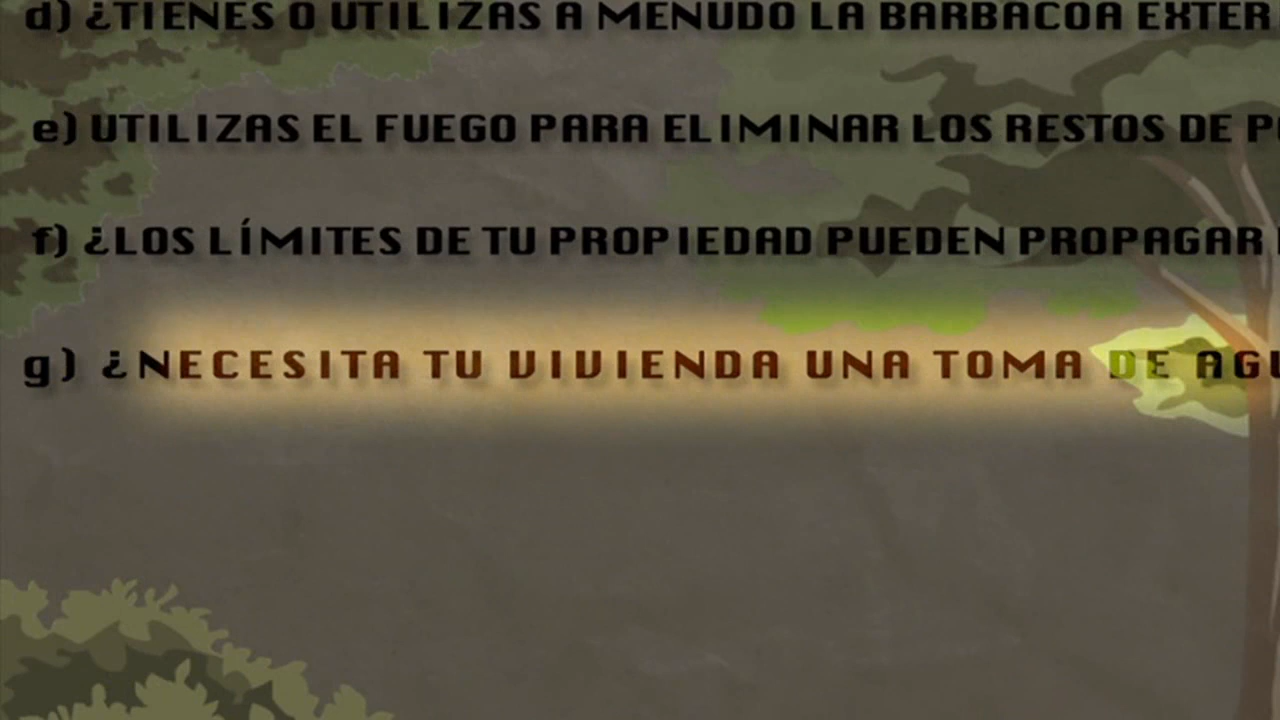 d) ¿TIENES O UTILIZAS A MENUDO LA BARBACOA EXTER
e) UTILIZAS EL FUEGO PARA ELIMINAR LOS RESTOS DE P
f) ¿LOS LÍMITES DE TU PROPIEDAD PUEDEN PROPAGAR
g) ¿NECESITA TU VIVIENDA UNA TOMA DE AGU